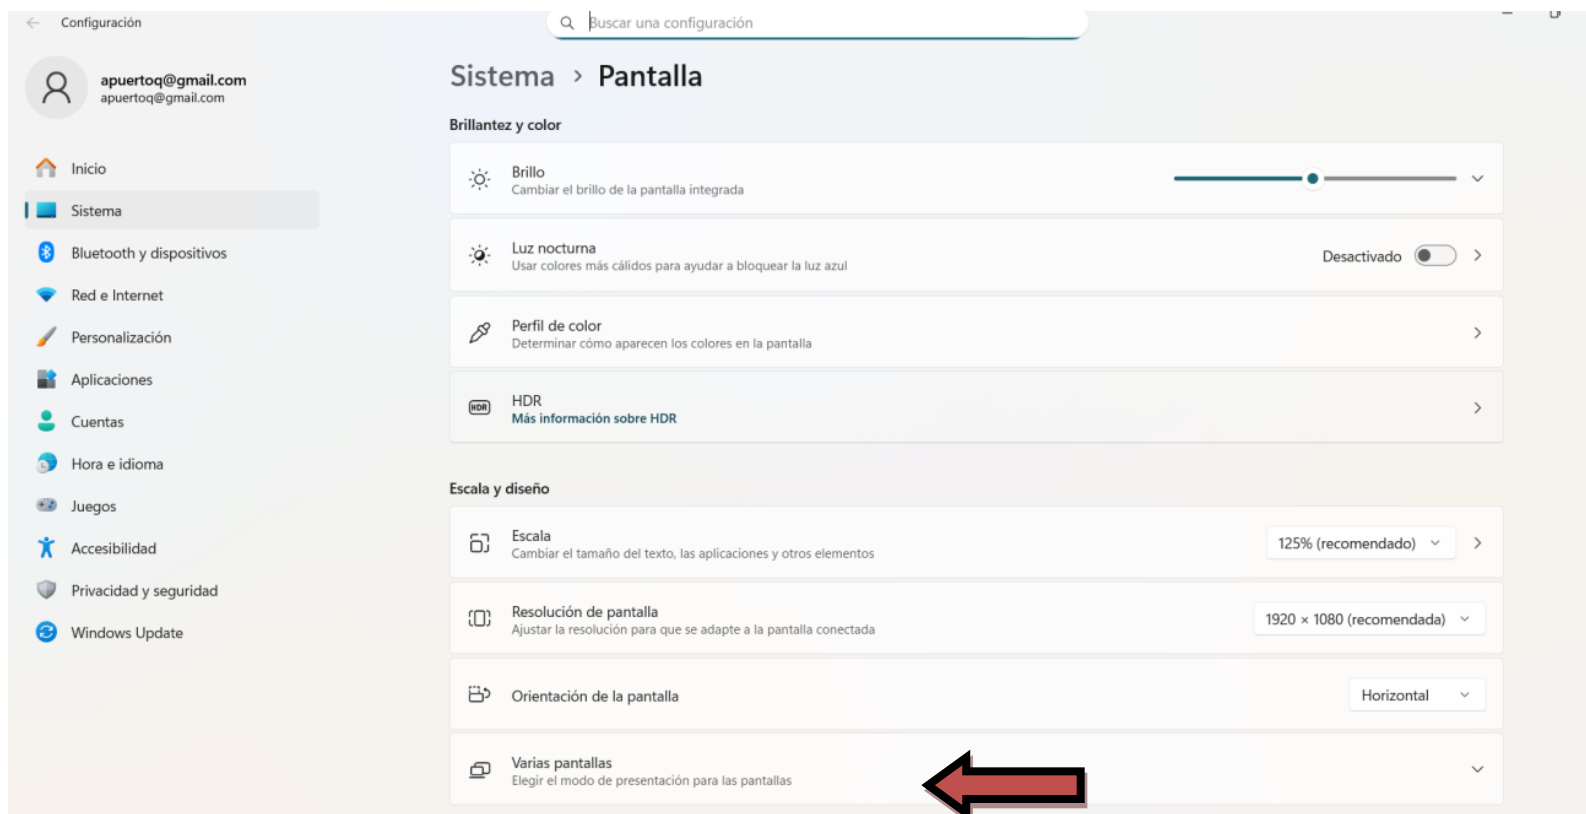 Configuración
Buscar una configuración
apuertoq@gmail.com
apuertoq@gmail.com
Inicio
Sistema
Bluetooth y dispositivos
Red e Internet
Personalización
Aplicaciones
Cuentas
Hora e idioma
Juegos
Accesibilidad
Privacidad y seguridad
Windows Update
Sistema > Pantalla
Brillantez y color
Brillo
Cambiar el brillo de la pantalla integrada
Luz nocturna
Usar colores más cálidos para ayudar a bloquear la luz azul
Desactivado
Perfil de color
Determinar cómo aparecen los colores en la pantalla
HDR
HDR
Más información sobre HDR
Escala y diseño
Escala
Cambiar el tamaño del texto, las aplicaciones y otros elementos
125% (recomendado)
Resolución de pantalla
Ajustar la resolución para que se adapte a la pantalla conectada
1920 × 1080 (recomendada)
Orientación de la pantalla
Horizontal
Varias pantallas
Elegir el modo de presentación para las pantallas